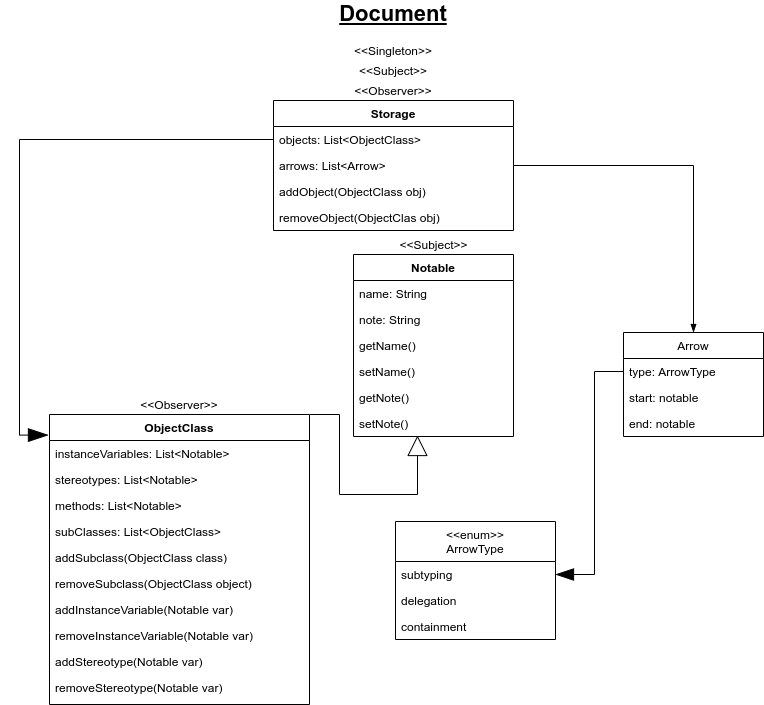 Document
<<Singleton>>
<<Subject>>
<<Observer>>
Storage
objects: List<ObjectClass>
arrows: List<Arrow>
addObject(ObjectClass obj)
removeObject(ObjectClas obj)
<<Subject>>
Notable
name: String
note: String
getName()
setName()
getNote()
setNote()
Arrow
type: ArrowType
start: notable
end: notable
<<Observer>>
ObjectClass
instanceVariables: List<Notable>
stereotypes: List<Notable>
methods: List<Notable>
subClasses: List<ObjectClass>
addSubclass(ObjectClass class)
removeSubclass(ObjectClass object)
addInstanceVariable(Notable var)
removeInstanceVariable(Notable var)
addStereotype(Notable var)
removeStereotype(Notable var)
<<enum>>
ArrowType
subtyping
delegation
containment